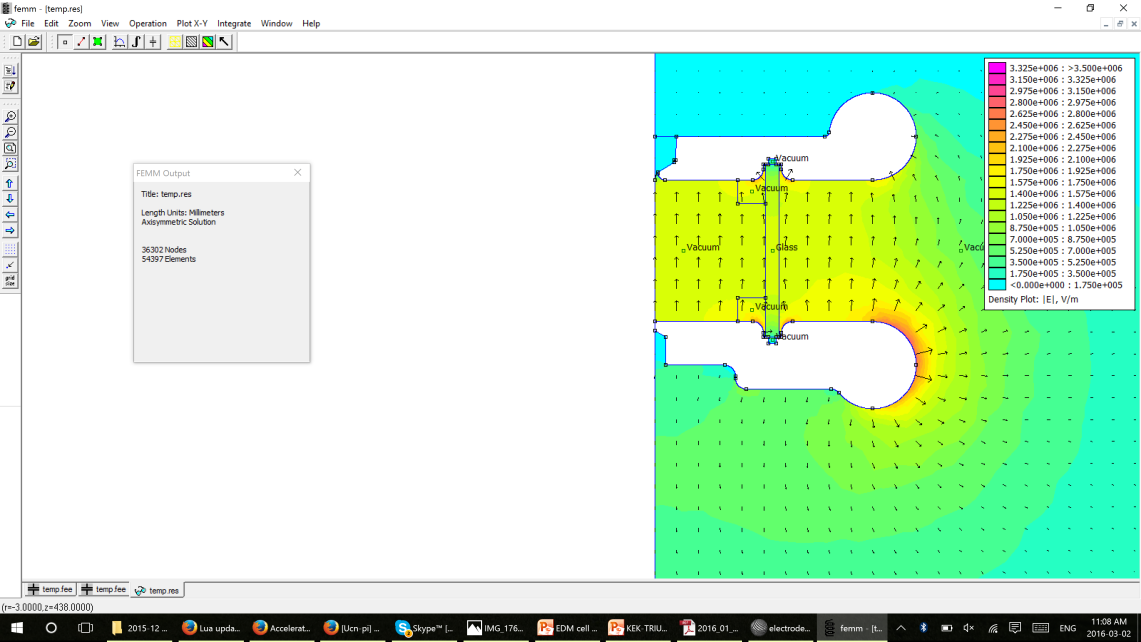 femm - [temp.res]
File Edit Zoom View Operation Plot X-Y Integrate Window Help
FEMM Output
Title: temp.res
Length Units: Millimeters
Axisymmetric Solution
36302 Nodes
54397 Elements
Vacuum
Vacuum
Vacuum
Glass
Vacuum
Vacuum
3.325e+006 : >3.500e+006
3.150e+006 : 3.325e+006
2.975e+006 : 3.150e+006
2.800e+006 : 2.975e+006
2.625e+006 : 2.800e+006
2.450e+006 : 2.625e+006
2.275e+006 : 2.450e+006
2.100e+006 : 2.275e+006
1.925e+006 : 2.100e+006
1.750e+006 : 1.925e+006
1.575e+006 : 1.750e+006
1.400e+006 : 1.575e+006
1.225e+006 : 1.400e+006
1.050e+006 : 1.225e+006
8.750e+005 : 1.050e+006
7.000e+005 : 8.750e+005
5.250e+005 : 7.000e+005
3.500e+005 : 5.250e+005
1.750e+005 : 3.500e+005
<0.000e+000 : 1.750e+005
Density Plot: |E|, V/m
grid
size
temp.fee temp.fee temp.res
(r=-3.0000,z=438.0000)
2015-12 ... Lua upda... Accelerat... [Ucn-pi] ... Skype™ [... IMG_176... EDM cell ... KEK-TRIU... 2016_01_... electrode... femm - [t... ENG 11:08 AM
2016-03-02